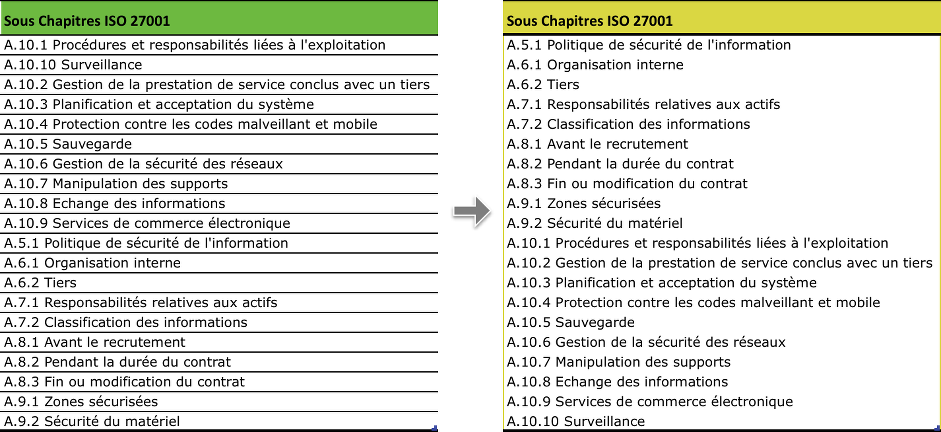 Sous Chapitres ISO 27001
A.10.1 Procédures et responsabilités liées à l'exploitation
A.10.10 Surveillance
A.10.2 Gestion de la prestation de service conclus avec un tiers
A.10.3 Planification et acceptation du système
A.10.4 Protection contre les codes malveillant et mobile
A.10.5 Sauvegarde
A.10.6 Gestion de la sécurité des réseaux
A.10.7 Manipulation des supports
A.10.8 Echange des informations
A.10.9 Services de commerce électronique
A.5.1 Politique de sécurité de l'information
A.6.1 Organisation interne
A.6.2 Tiers
A.7.1 Responsabilités relatives aux actifs
A.7.2 Classification des informations
A.8.1 Avant le recrutement
A.8.2 Pendant la durée du contrat
A.8.3 Fin ou modification du contrat
A.9.1 Zones sécurisées
A.9.2 Sécurité du matériel
Sous Chapitres ISO 27001
A.5.1 Politique de sécurité de l'information
A.6.1 Organisation interne
A.6.2 Tiers
A.7.1 Responsabilités relatives aux actifs
A.7.2 Classification des informations
A.8.1 Avant le recrutement
A.8.2 Pendant la durée du contrat
A.8.3 Fin ou modification du contrat
A.9.1 Zones sécurisées
A.9.2 Sécurité du matériel
A.10.1 Procédures et responsabilités liées à l'exploitation
A.10.2 Gestion de la prestation de service conclus avec un tiers
A.10.3 Planification et acceptation du système
A.10.4 Protection contre les codes malveillant et mobile
A.10.5 Sauvegarde
A.10.6 Gestion de la sécurité des réseaux
A.10.7 Manipulation des supports
A.10.8 Echange des informations
A.10.9 Services de commerce électronique
A.10.10 Surveillance